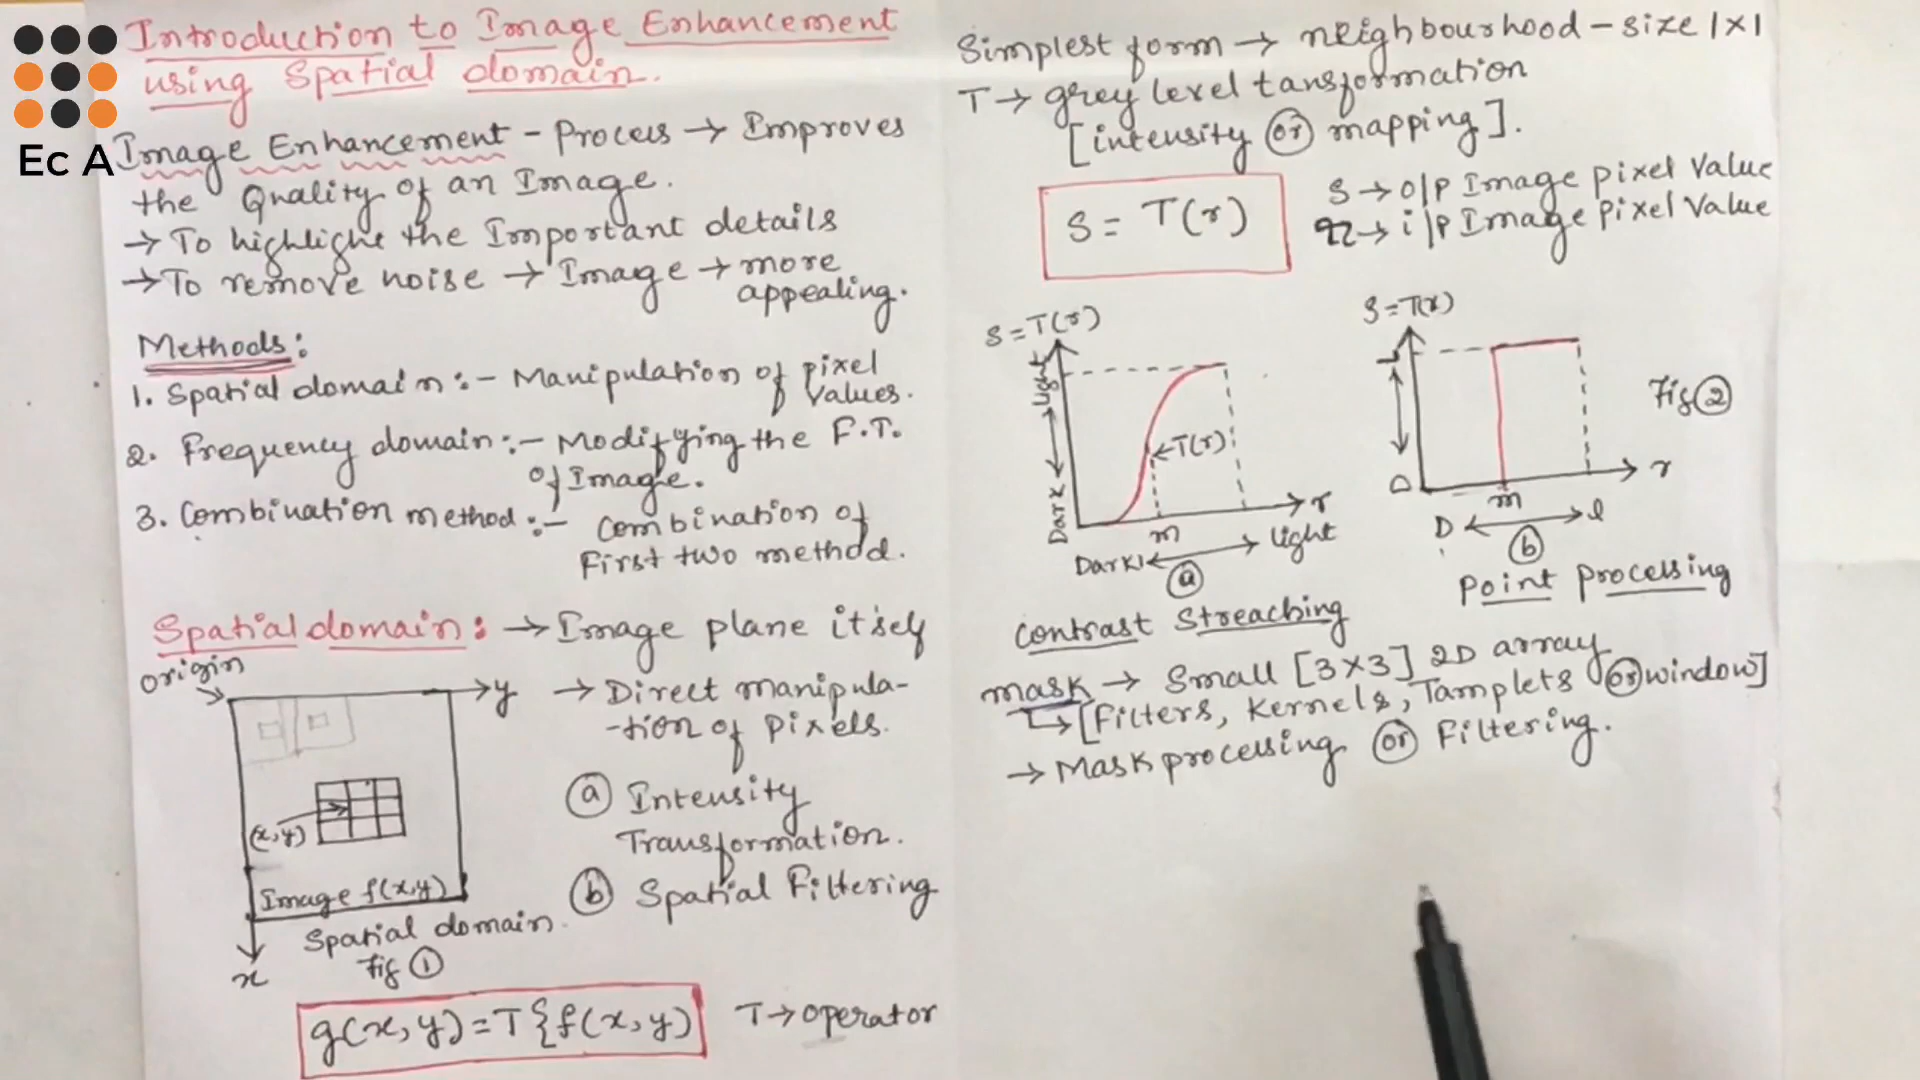 Ec A
Introduction to Image Enhancement
using Spatial domain.
Image Enhancement - Process → Improves
the Quality of an Image.
→ To highlight the Important details
→ To remove noise → Image → more
appealing.
Methods:
1. Spatial domain :- Manipulation of pixel
Values.
2. Frequency domain :- Modifying the F.T.
of Image.
3. Combination method :- Combination of
First two method.
Spatial domain: → Image plane itself
origin
y
→ Direct manipula-
-tion of Pixels.
(x,y)
ⓐ Intensity
Transformation.
Image f(x,y)
ⓑ Spatial Filtering
Spatial domain.
x
Fig ①
g(x,y) = T{f(x,y)
T → operator
Simplest form → neighbourhood - size 1x1
T → grey level tansformation
[intensity or mapping].
S = T(r)
S → o/p Image pixel Value
r → i/p Image pixel Value
S = T(r)
Dark ↔ Light
← T(r)
m
r
Dark ↔ Light
ⓐ
Contrast Streaching
S = T(r)
L
D
m
r
D ↔ l
ⓑ
Fig ②
Point Processing
mask → Small [3x3] 2D array
↳ [Filters, Kernels, Tamplets or window]
→ Mask processing or Filtering.